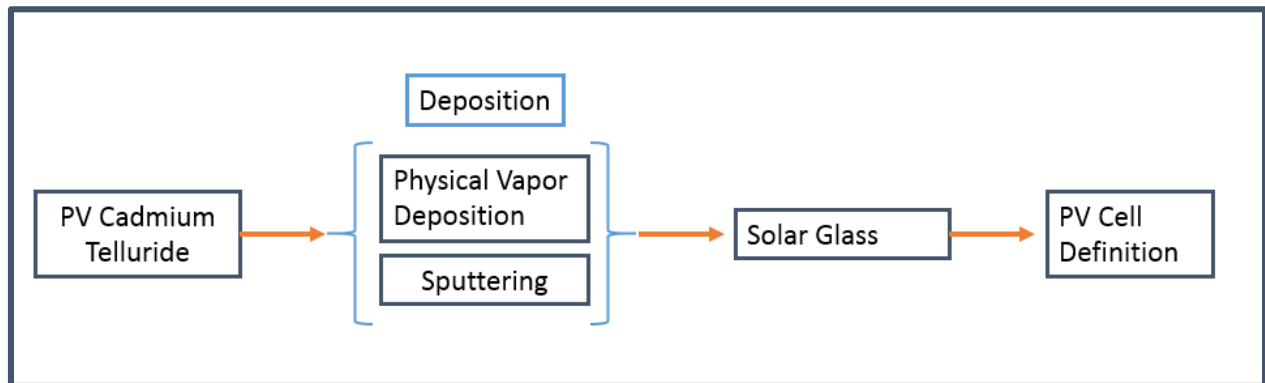 Deposition
PV Cadmium
Telluride
Physical Vapor
Deposition
Sputtering
Solar Glass
PV Cell
Definition